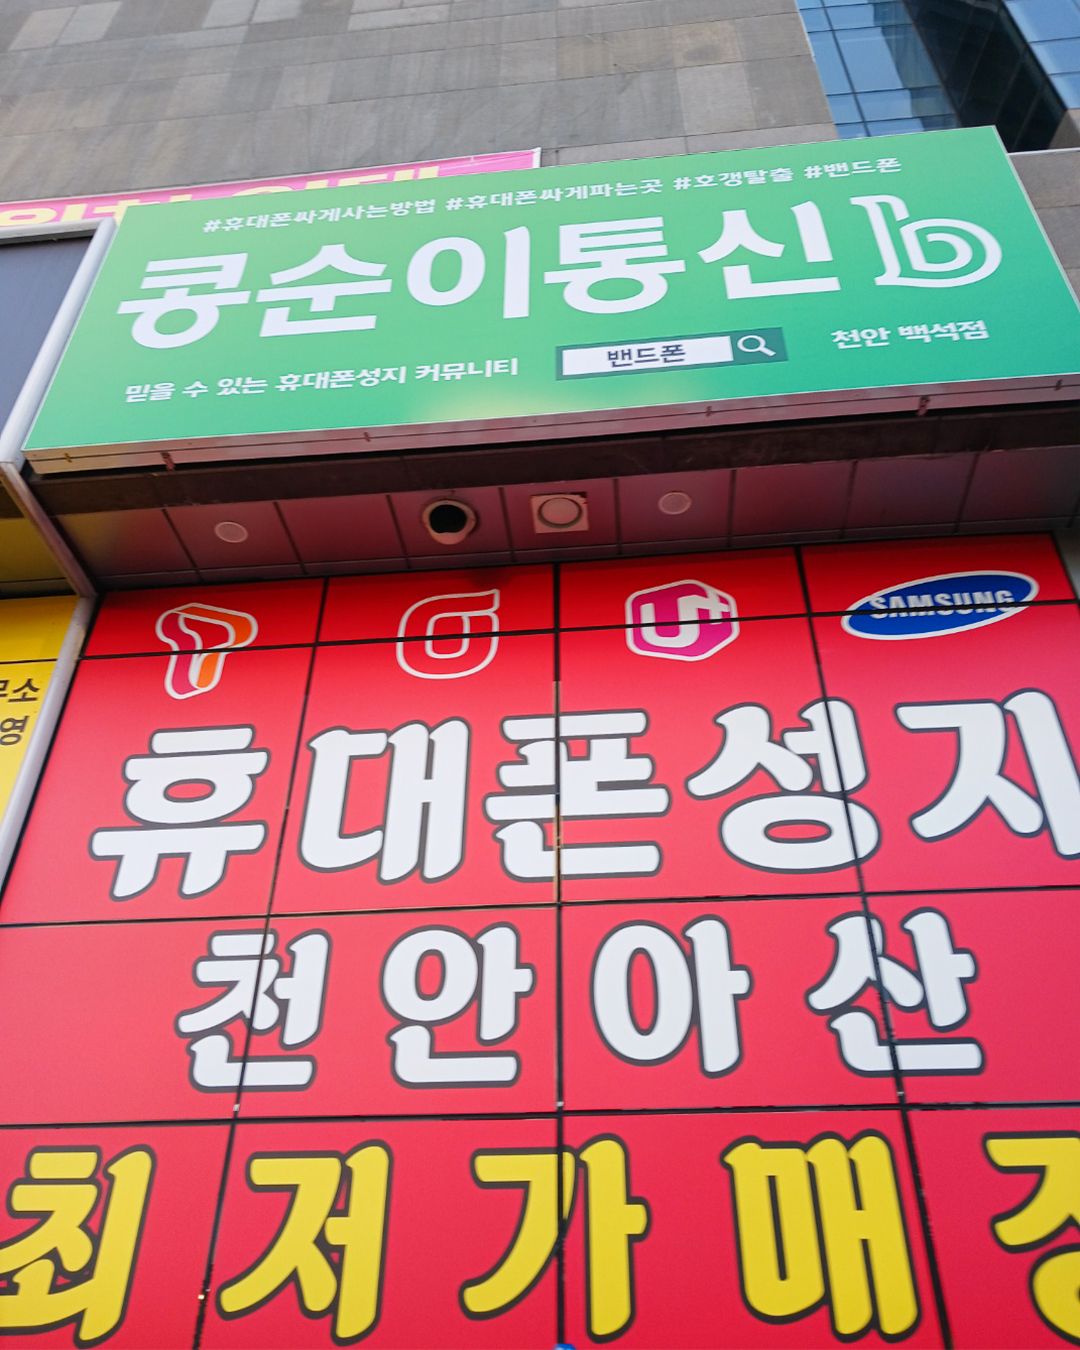 #휴대폰싸게사는방법 #휴대폰싸게파는곳 #호갱탈출 #밴드폰
콩순이통신
믿을 수 있는 휴대폰성지 커뮤니티
밴드폰
천안 백석점
U+
SAMSUNG
휴대폰성지
천안아산
최저가매